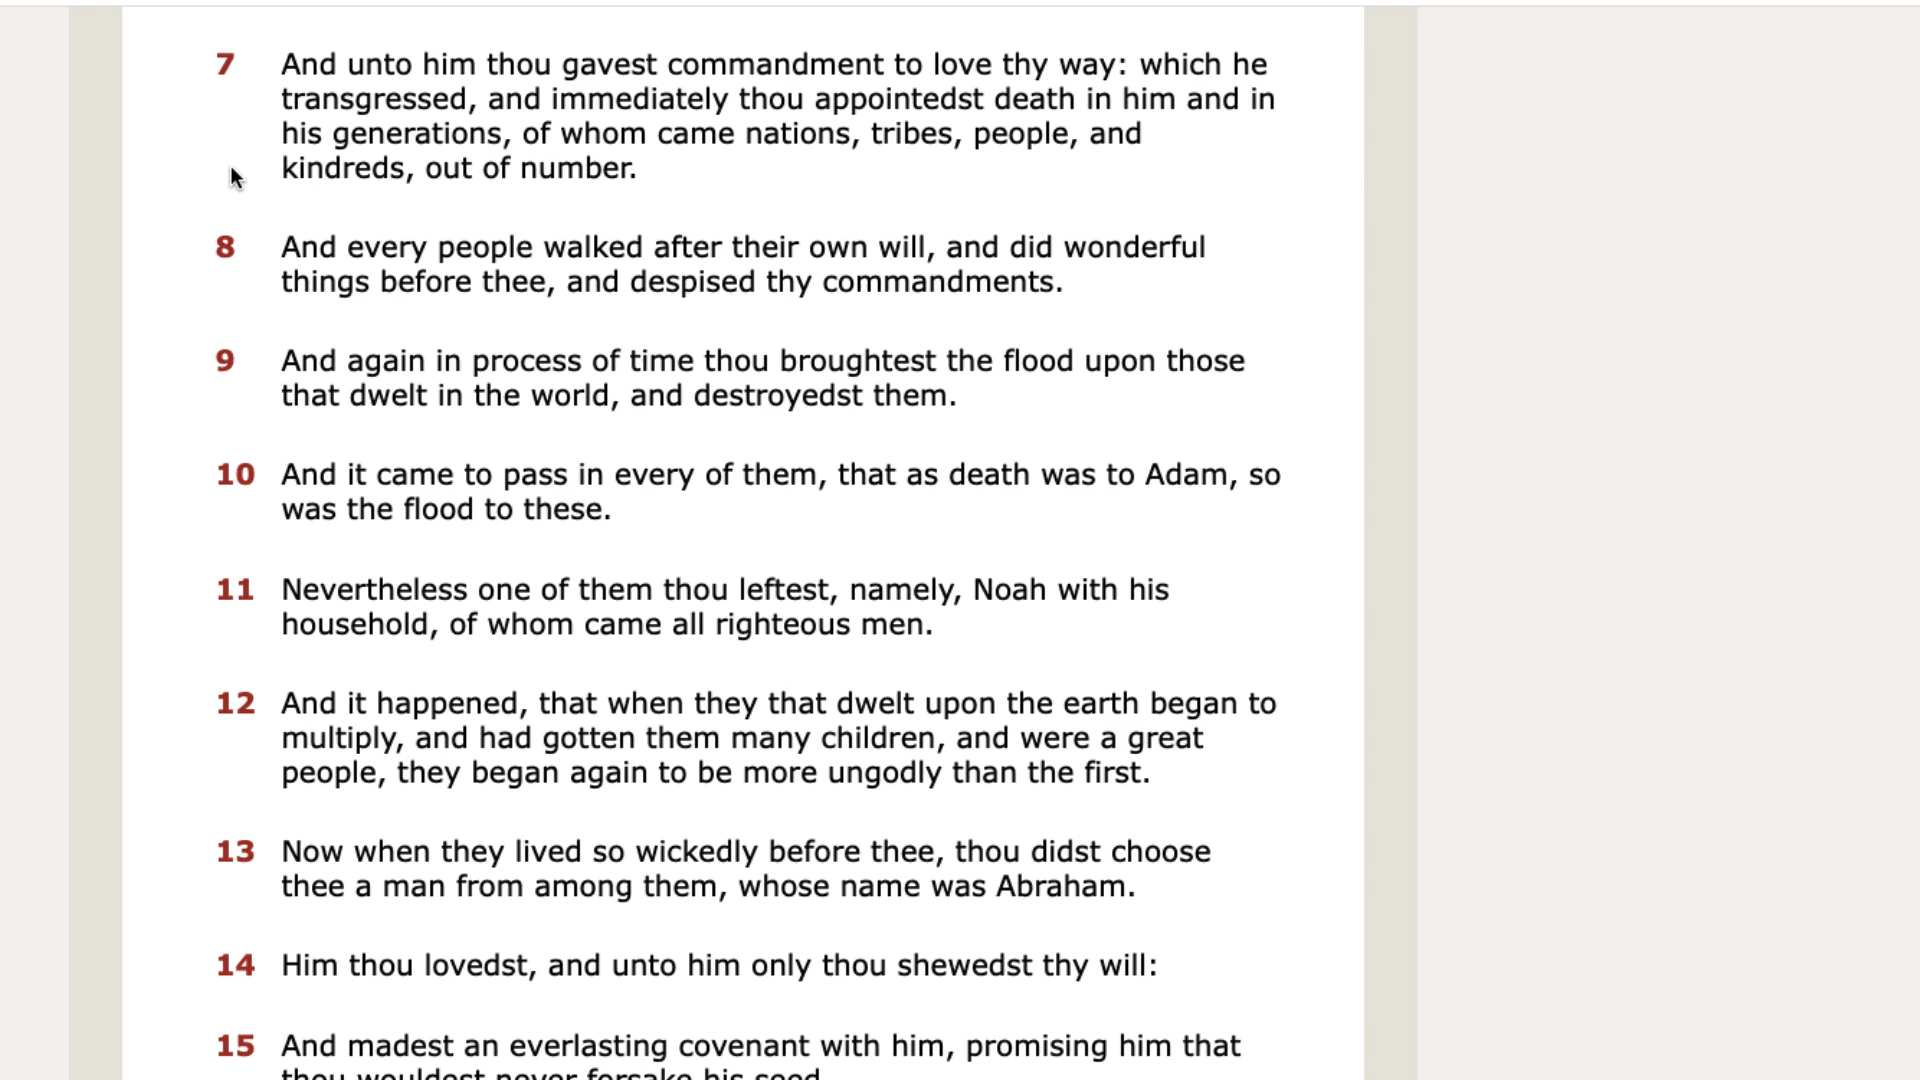 7 And unto him thou gavest commandment to love thy way: which he
transgressed, and immediately thou appointedst death in him and in
his generations, of whom came nations, tribes, people, and
kindreds, out of number.
8 And every people walked after their own will, and did wonderful
things before thee, and despised thy commandments.
9 And again in process of time thou broughtest the flood upon those
that dwelt in the world, and destroyedst them.
10 And it came to pass in every of them, that as death was to Adam, so
was the flood to these.
11 Nevertheless one of them thou leftest, namely, Noah with his
household, of whom came all righteous men.
12 And it happened, that when they that dwelt upon the earth began to
multiply, and had gotten them many children, and were a great
people, they began again to be more ungodly than the first.
13 Now when they lived so wickedly before thee, thou didst choose
thee a man from among them, whose name was Abraham.
14 Him thou lovedst, and unto him only thou shewedst thy will:
15 And madest an everlasting covenant with him, promising him that
thou wouldest never forsake his seed.